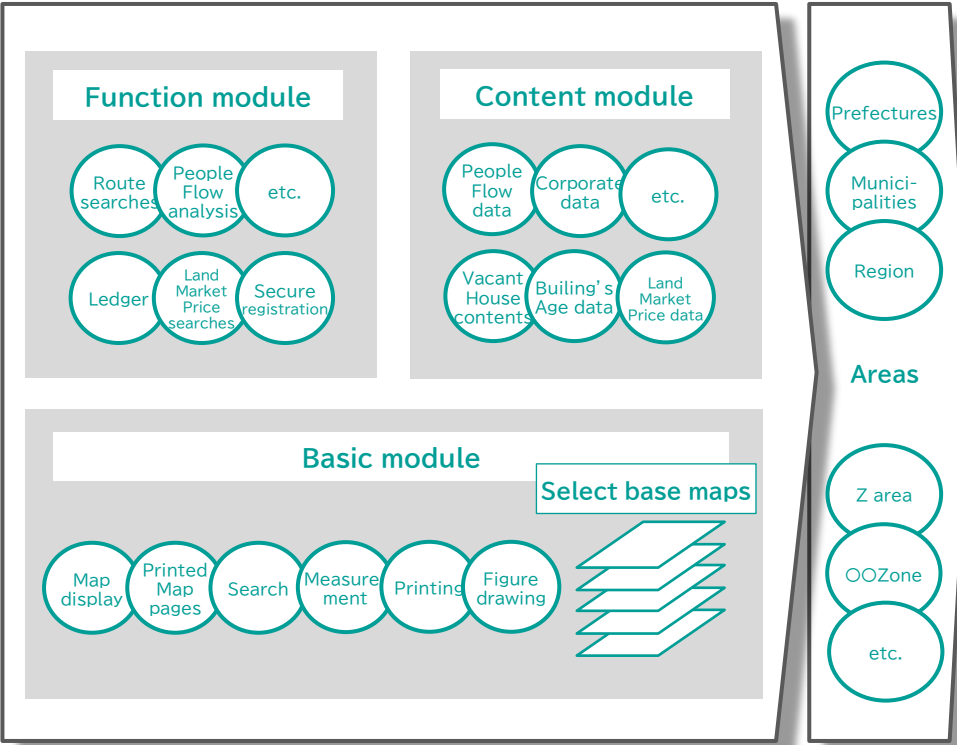 Function module
Route
searches
People
Flow
analysis
etc.
Ledger
Land
Market
Price
searches
Secure
registration
Content module
People
Flow
data
Corporate
data
etc.
Vacant
House
contents
Builing's
Age data
Land
Market
Price data
Basic module
Select base maps
Map
display
Printed
Map
pages
Search
Measure
ment
Printing
Figure
drawing
Prefectures
Munici-
palities
Region
Areas
Z area
○○Zone
etc.